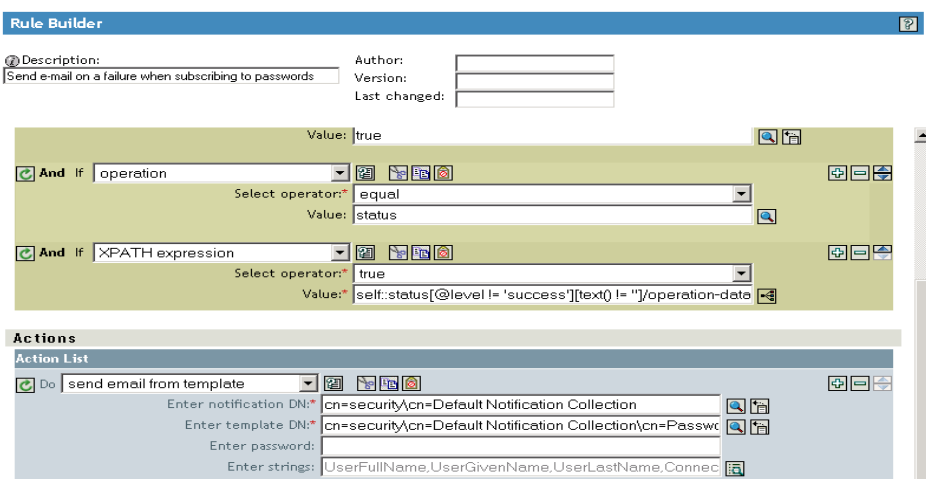 Rule Builder
Description:
Send e-mail on a failure when subscribing to passwords
Author:
Version:
Last changed:
Value: true
And If operation
Select operator:* equal
Value: status
And If XPATH expression
Select operator:* true
Value:* self::status[@level != 'success'][text() != '']/operation-data
Actions
Action List
Do send email from template
Enter notification DN:* cn=security\cn=Default Notification Collection
Enter template DN:* cn=security\cn=Default Notification Collection\cn=Passwo
Enter password:
Enter strings: UserFullName,UserGivenName,UserLastName,Connec